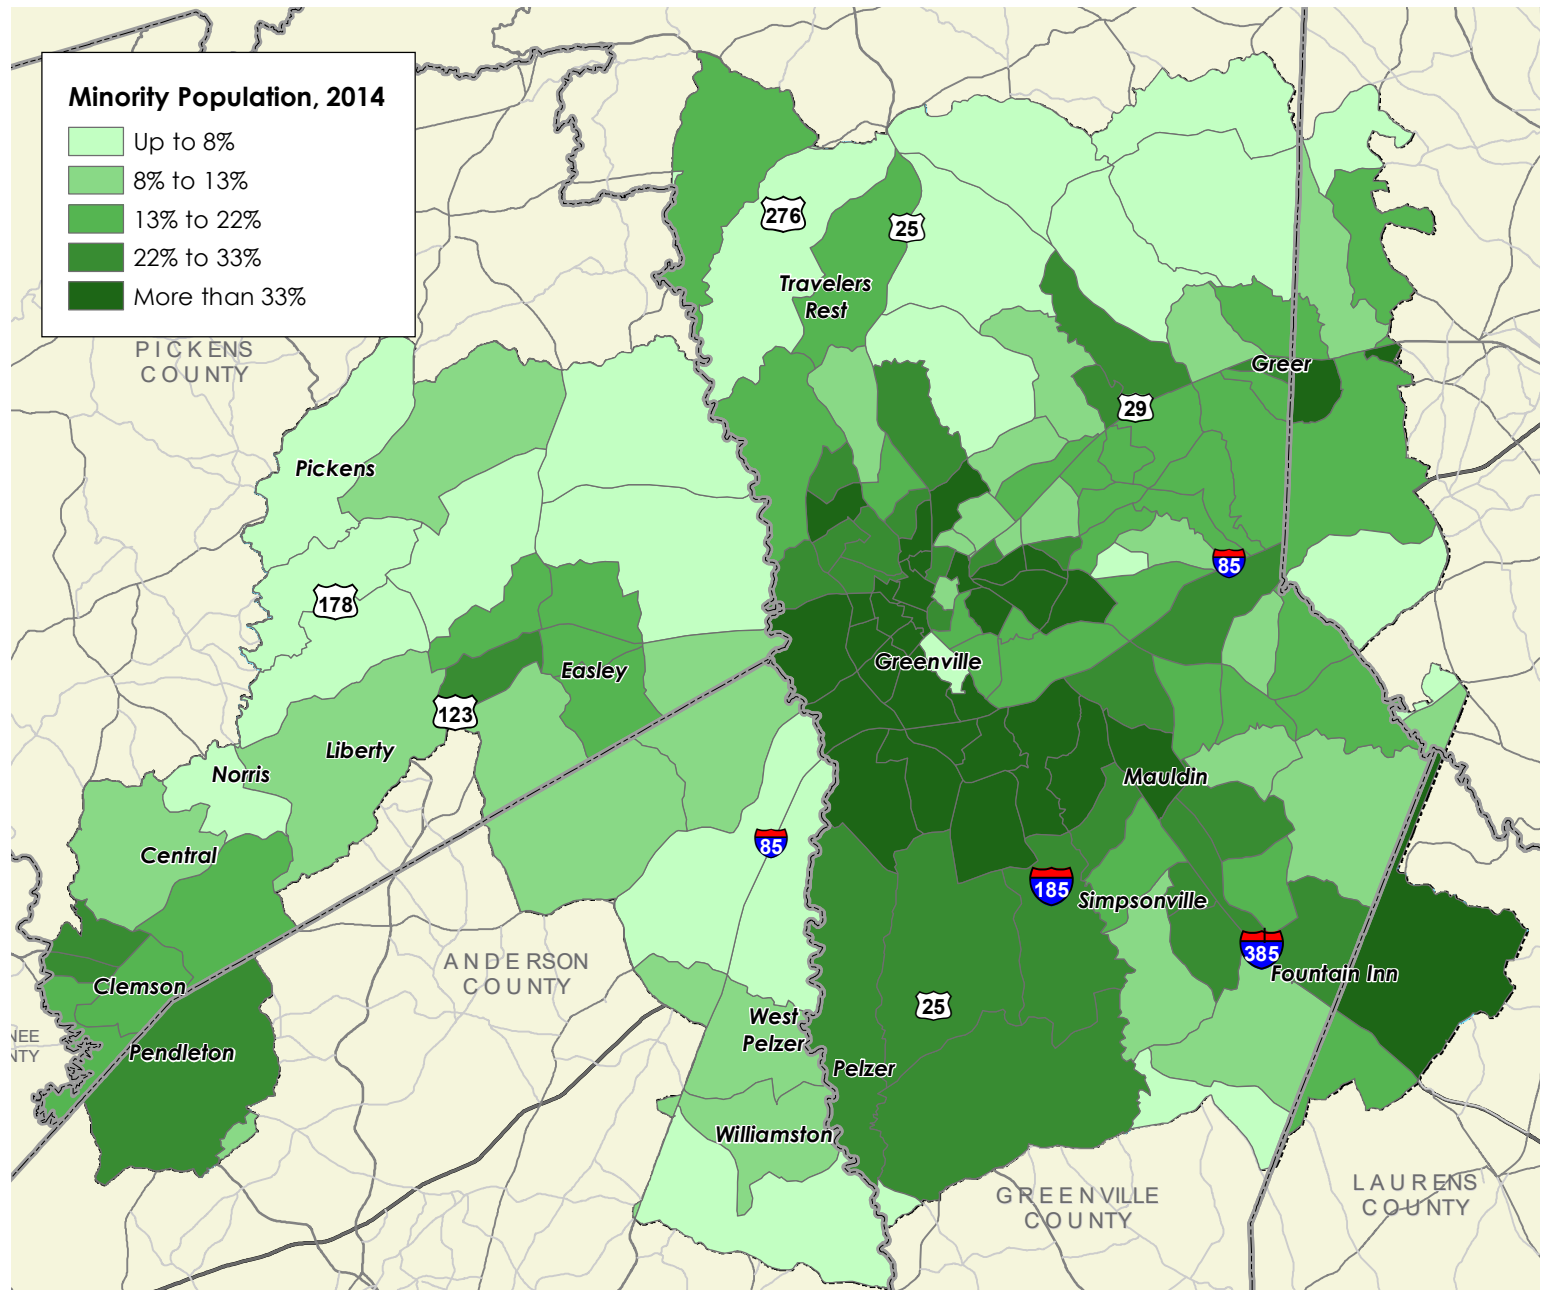 Minority Population, 2014
Up to 8%
8% to 13%
13% to 22%
22% to 33%
More than 33%
276
25
Travelers
Rest
PICKENS
COUNTY
Greer
29
Pickens
85
178
Greenville
Easley
123
Liberty
Norris
Mauldin
85
Central
185
Simpsonville
385
ANDERSON
COUNTY
Fountain Inn
Clemson
25
West
Pelzer
NEE
NTY
Pendleton
Pelzer
Williamston
GREENVILLE
COUNTY
LAURENS
COUNTY